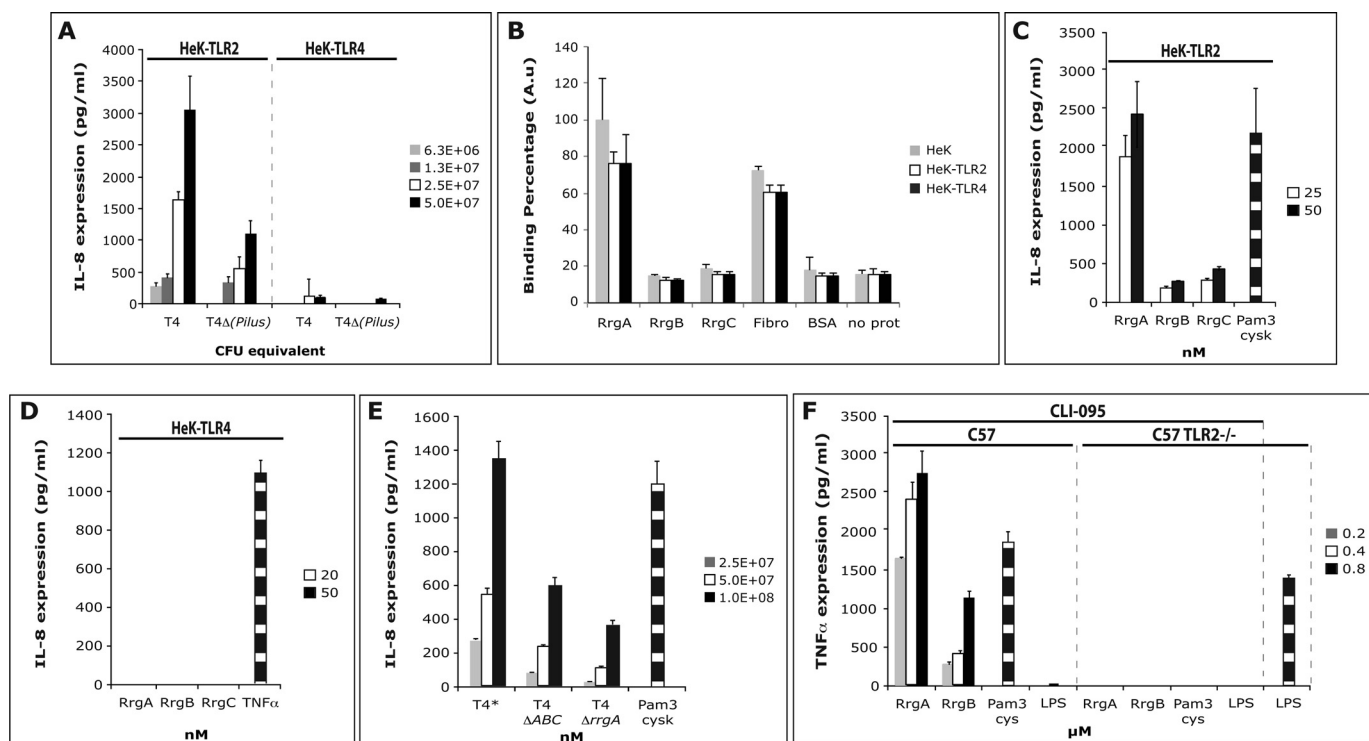 A
HeK-TLR2 HeK-TLR4
IL-8 expression (pg/ml)
4000
3500
3000
2500
2000
1500
1000
500
0
T4 T4Δ(Pilus) T4 T4Δ(Pilus)
CFU equivalent
6.3E+06
1.3E+07
2.5E+07
5.0E+07
B
Binding Percentage (A.u)
140
120
100
80
60
40
20
0
RrgA RrgB RrgC Fibro BSA no prot
HeK
HeK-TLR2
HeK-TLR4
C
HeK-TLR2
IL-8 expression (pg/ml)
3500
3000
2500
2000
1500
1000
500
0
RrgA RrgB RrgC Pam3
cysk
nM
25
50
D
HeK-TLR4
IL-8 expression (pg/ml)
1400
1200
1000
800
600
400
200
0
RrgA RrgB RrgC TNFα
nM
20
50
E
IL-8 expression (pg/ml)
1600
1400
1200
1000
800
600
400
200
0
T4* T4 T4 Pam3
ΔABC ΔrrgA cysk
nM
2.5E+07
5.0E+07
1.0E+08
F
CLI-095
C57 C57 TLR2-/-
TNFα expression (pg/ml)
3500
3000
2500
2000
1500
1000
500
0
RrgA RrgB Pam3 LPS RrgA RrgB Pam3 LPS LPS
cys cys
μM
0.2
0.4
0.8